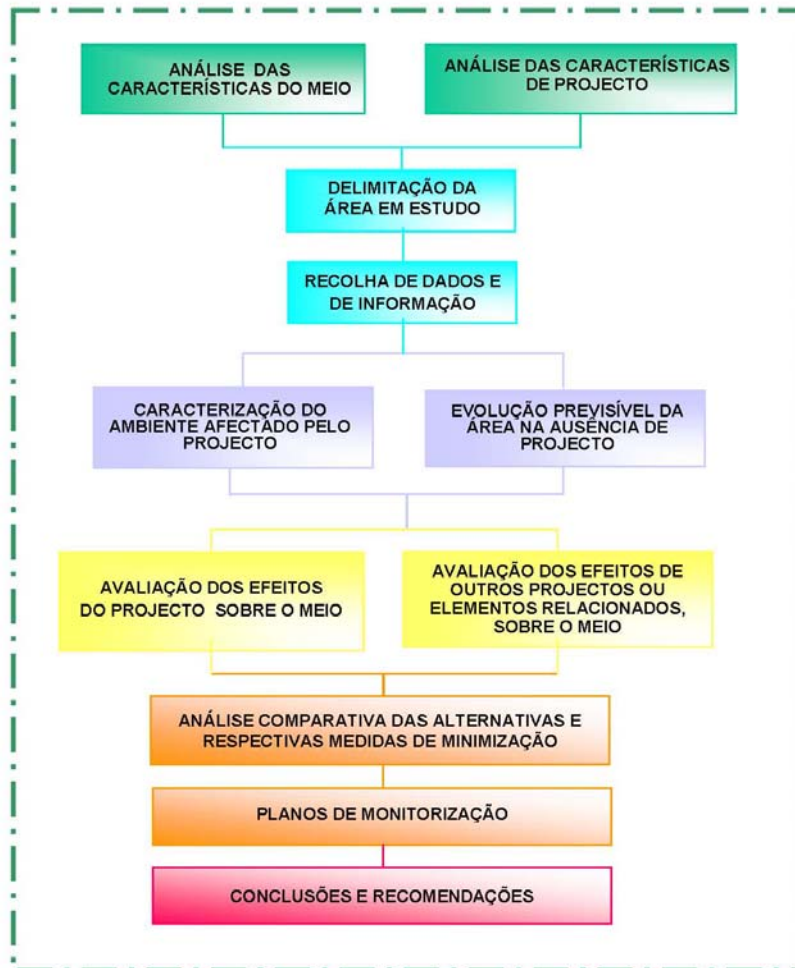 ANÁLISE DAS
CARACTERÍSTICAS DO MEIO
ANÁLISE DAS CARACTERÍSTICAS
DE PROJECTO
DELIMITAÇÃO DA
ÁREA EM ESTUDO
RECOLHA DE DADOS E
DE INFORMAÇÃO
CARACTERIZAÇÃO DO
AMBIENTE AFECTADO PELO
PROJECTO
EVOLUÇÃO PREVISÍVEL DA
ÁREA NA AUSÊNCIA DE
PROJECTO
AVALIAÇÃO DOS EFEITOS
DO PROJECTO SOBRE O MEIO
AVALIAÇÃO DOS EFEITOS DE
OUTROS PROJECTOS OU
ELEMENTOS RELACIONADOS,
SOBRE O MEIO
ANÁLISE COMPARATIVA DAS ALTERNATIVAS E
RESPECTIVAS MEDIDAS DE MINIMIZAÇÃO
PLANOS DE MONITORIZAÇÃO
CONCLUSÕES E RECOMENDAÇÕES